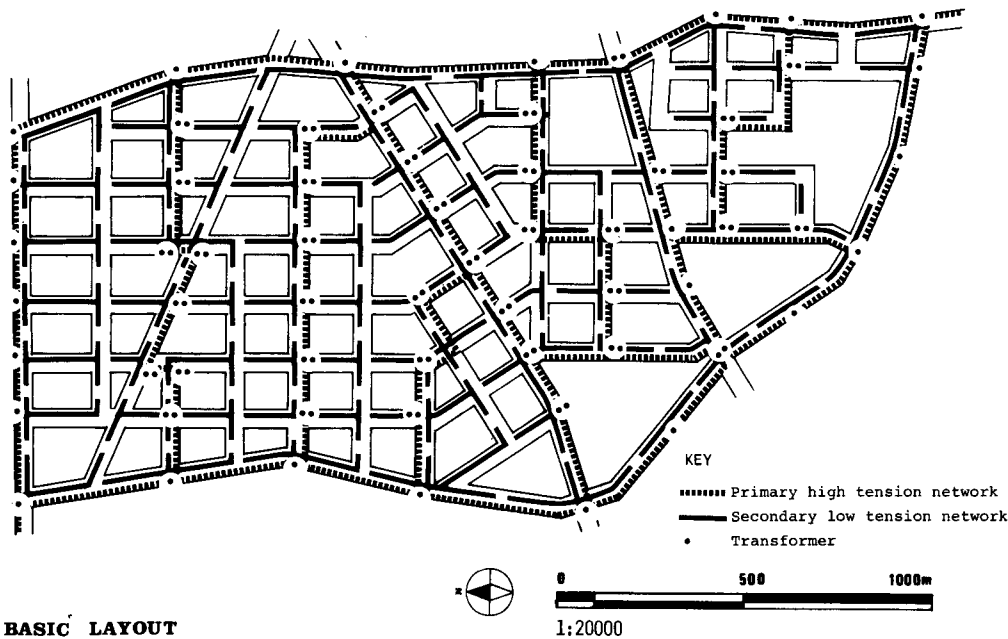 KEY
Primary high tension network
Secondary low tension network
Transformer
N
0 500 1000m
1:20000
BASIC LAYOUT